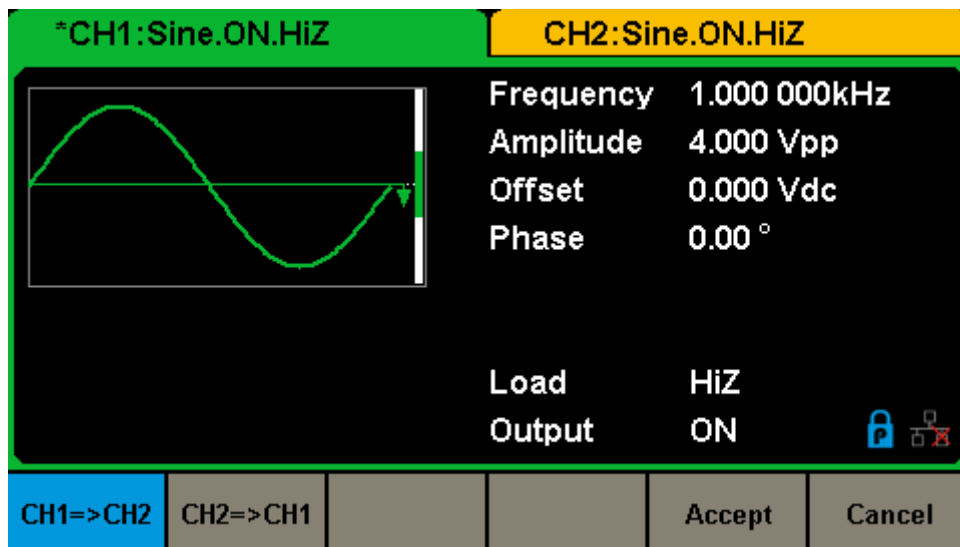 *CH1:Sine.ON.HiZ
CH2:Sine.ON.HiZ
Frequency 1.000 000kHz
Amplitude 4.000 Vpp
Offset 0.000 Vdc
Phase 0.00 °
Load HiZ
Output ON
P
CH1=>CH2 CH2=>CH1 Accept Cancel